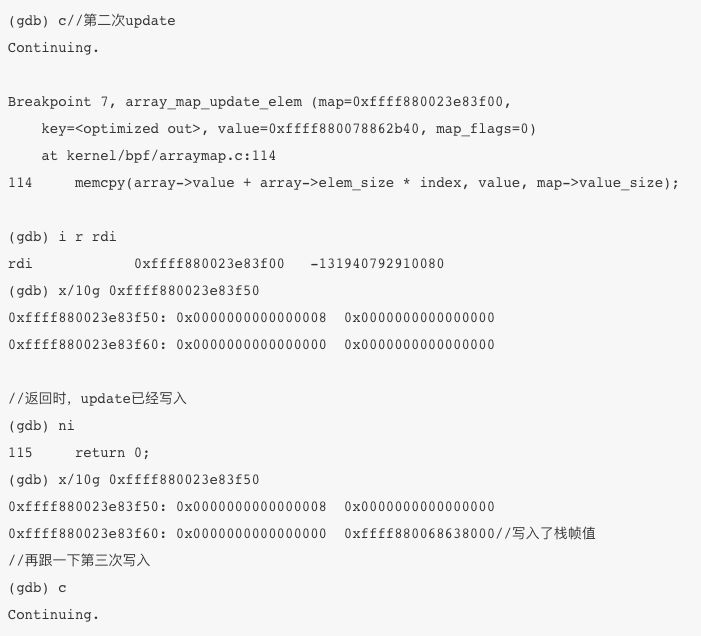 (gdb) c//第二次update
Continuing.
Breakpoint 7, array_map_update_elem (map=0xffff880023e83f00,
    key=<optimized out>, value=0xffff880078862b40, map_flags=0)
    at kernel/bpf/arraymap.c:114
114     memcpy(array->value + array->elem_size * index, value, map->value_size);
(gdb) i r rdi
rdi            0xffff880023e83f00   -131940792910080
(gdb) x/10g 0xffff880023e83f50
0xffff880023e83f50: 0x0000000000000008  0x0000000000000000
0xffff880023e83f60: 0x0000000000000000  0x0000000000000000
//返回时，update已经写入
(gdb) ni
115     return 0;
(gdb) x/10g 0xffff880023e83f50
0xffff880023e83f50: 0x0000000000000008  0x0000000000000000
0xffff880023e83f60: 0x0000000000000000  0xffff880068638000//写入了栈帧值
//再跟一下第三次写入
(gdb) c
Continuing.